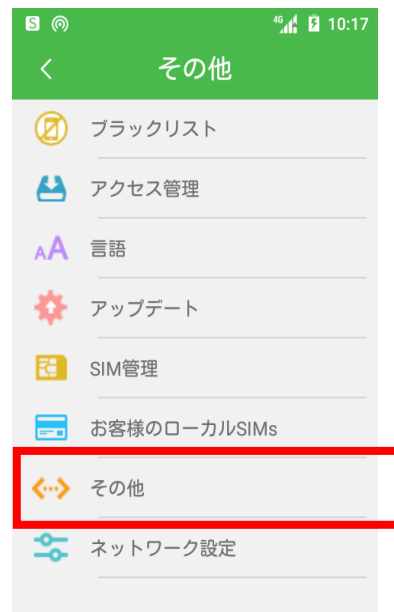 S 4G 10:17
その他
ブラックリスト
アクセス管理
AA 言語
アップデート
SIM管理
お客様のローカルSIMs
その他
ネットワーク設定